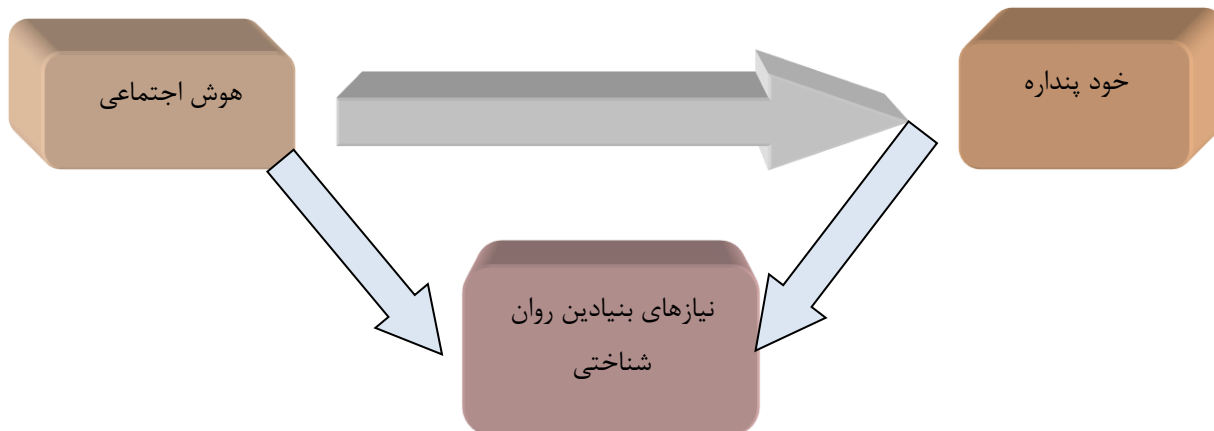 خود پنداره
هوش اجتماعی
نیازهای بنیادین روان
شناختی